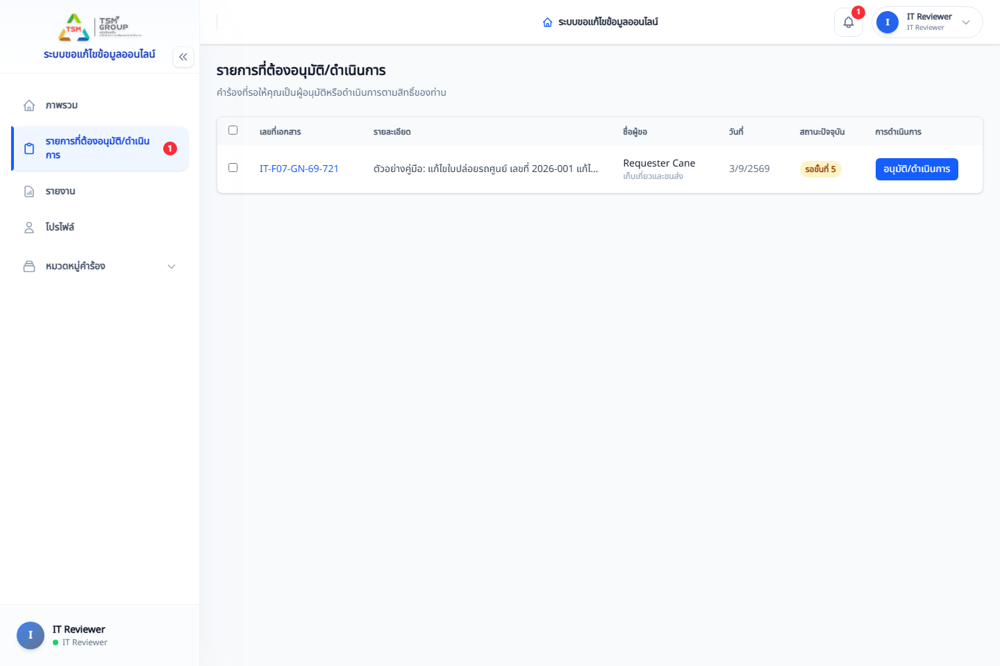 TSM
TSM
GROUP
ระบบขอแก้ไขข้อมูลออนไลน์
ภาพรวม
รายการที่ต้องอนุมัติ/ดำเนิน
การ
1
รายงาน
โปรไฟล์
หมวดหมู่คำร้อง
I
IT Reviewer
IT Reviewer
ระบบขอแก้ไขข้อมูลออนไลน์
1
I
IT Reviewer
IT Reviewer
รายการที่ต้องอนุมัติ/ดำเนินการ
คำร้องที่รอให้คุณเป็นผู้อนุมัติหรือดำเนินการตามสิทธิ์ของท่าน
เลขที่เอกสาร รายละเอียด ชื่อผู้ขอ วันที่ สถานะปัจจุบัน การดำเนินการ
IT-F07-GN-69-721 ตัวอย่างคู่มือ: แก้ไขใบปล่อยรถศูนย์ เลขที่ 2026-001 แก้ไ... Requester Cane 3/9/2569 รอขั้นที่ 5 อนุมัติ/ดำเนินการ
เก็บเกี่ยวและขนส่ง